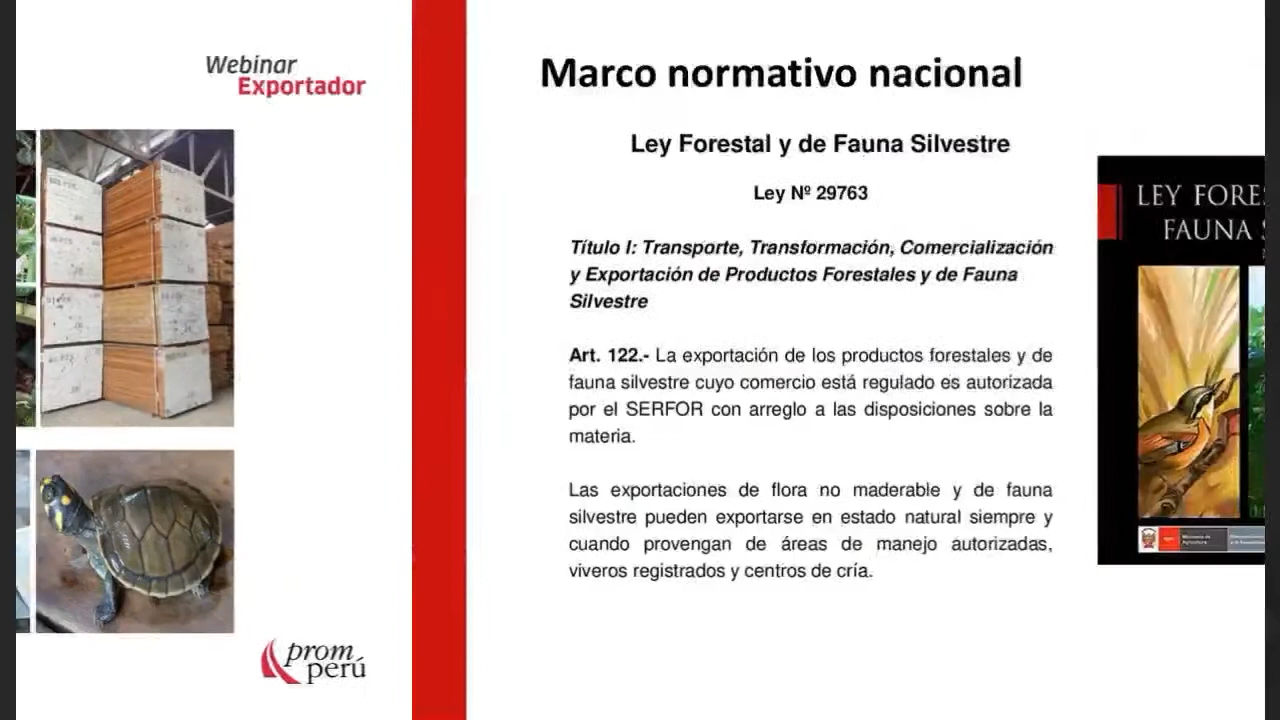 Webinar
Exportador
Marco normativo nacional
Ley Forestal y de Fauna Silvestre
Ley Nº 29763
Título I: Transporte, Transformación, Comercialización
y Exportación de Productos Forestales y de Fauna
Silvestre
Art. 122.- La exportación de los productos forestales y de
fauna silvestre cuyo comercio está regulado es autorizada
por el SERFOR con arreglo a las disposiciones sobre la
materia.
Las exportaciones de flora no maderable y de fauna
silvestre pueden exportarse en estado natural siempre y
cuando provengan de áreas de manejo autorizadas,
viveros registrados y centros de cría.
LEY FORE
FAUNA
prom
perú